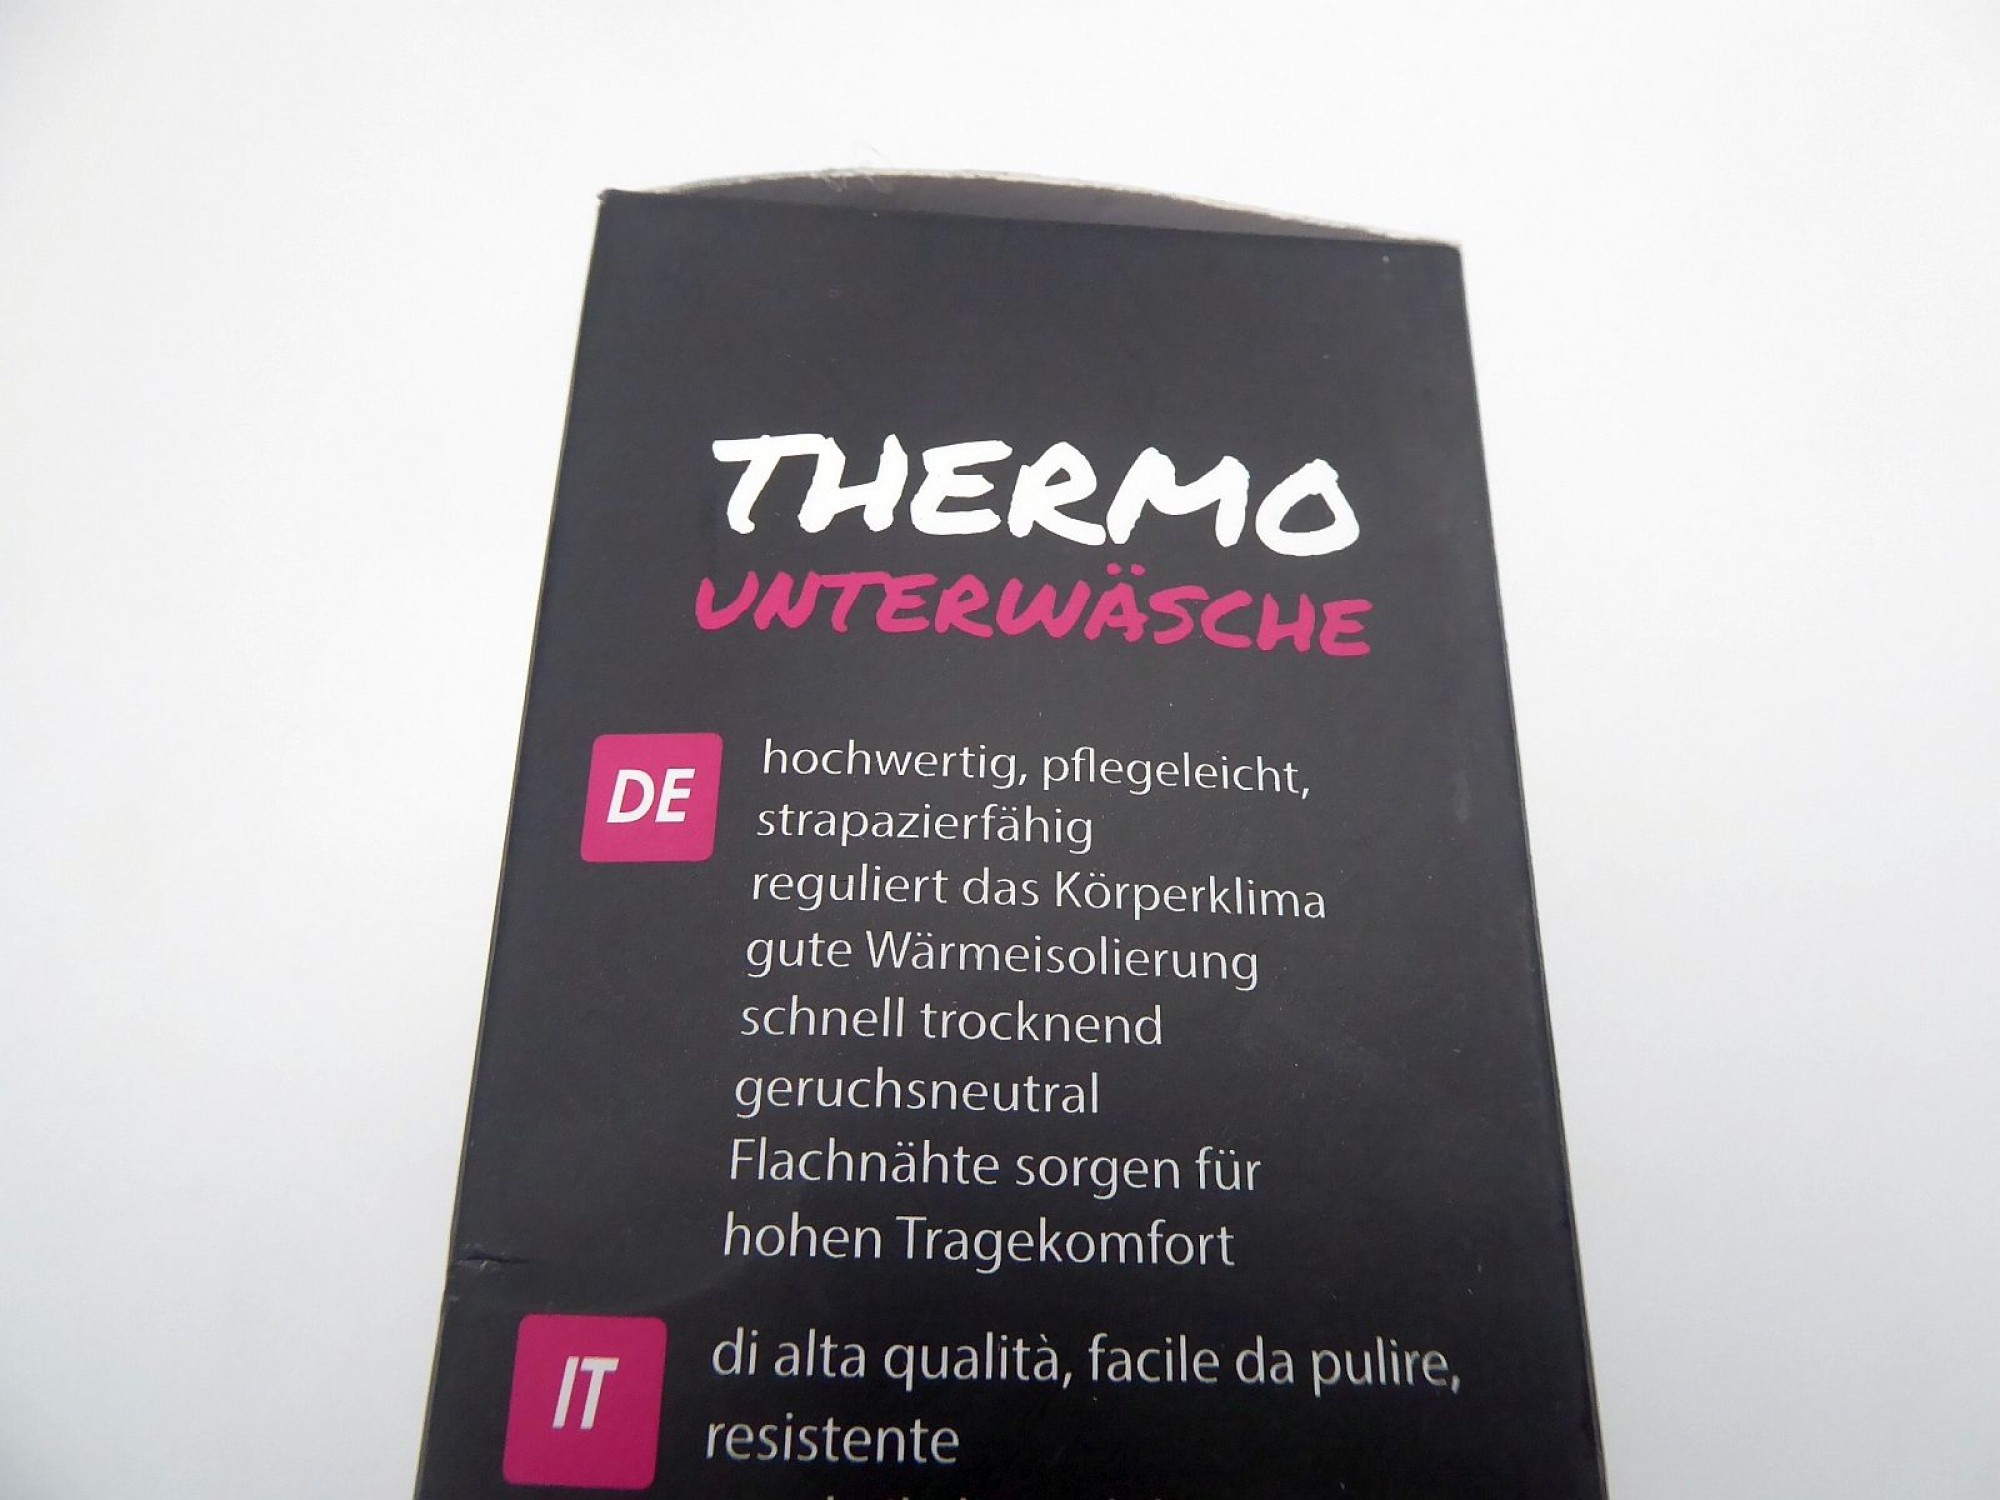 THERMO
UNTERWÄSCHE
DE
hochwertig, pflegeleicht,
strapazierfähig
reguliert das Körperklima
gute Wärmeisolierung
schnell trocknend
geruchsneutral
Flachnähte sorgen für
hohen Tragekomfort
IT
di alta qualità, facile da pulire,
resistente